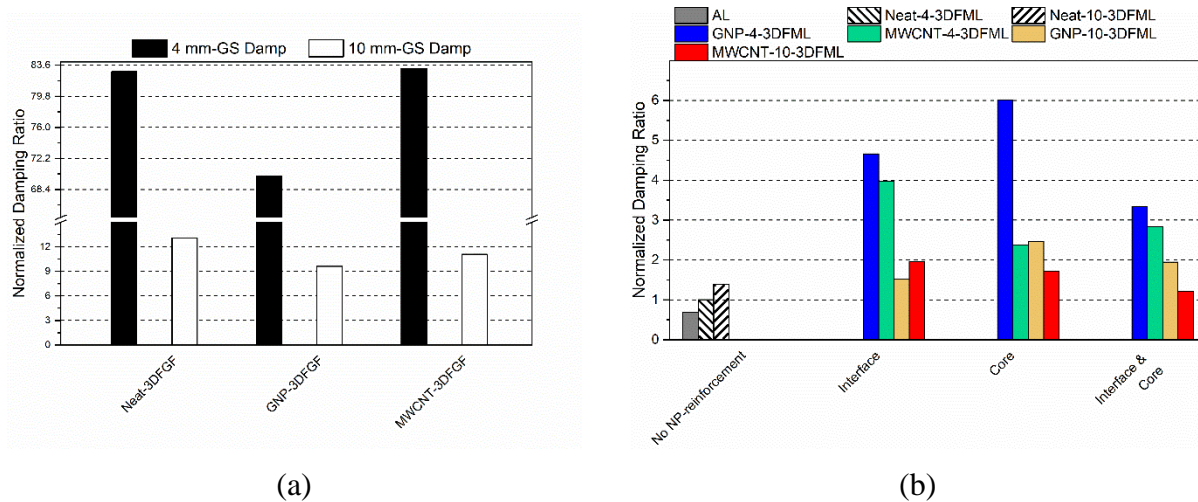 4 mm-GS Damp 10 mm-GS Damp
83.6
79.8
76.0
72.2
68.4
12
9
6
3
0
Normalized Damping Ratio
Neat-3DFGF
GNP-3DFGF
MWCNT-3DFGF
(a)
AL Neat-4-3DFML Neat-10-3DFML
GNP-4-3DFML MWCNT-4-3DFML GNP-10-3DFML
MWCNT-10-3DFML
6
5
4
3
2
1
0
Normalized Damping Ratio
No NP-reinforcement
Interface
Core
Interface &
Core
(b)